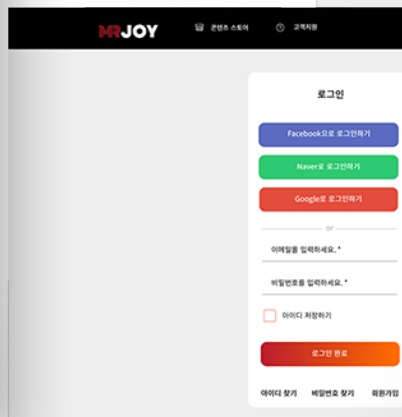 MRJOY 콘텐츠 스토어 고객지원
로그인
Facebook으로 로그인하기
Naver로 로그인하기
Google로 로그인하기
or
이메일을 입력하세요. *
비밀번호를 입력하세요. *
아이디 저장하기
로그인 완료
아이디 찾기 비밀번호 찾기 회원가입